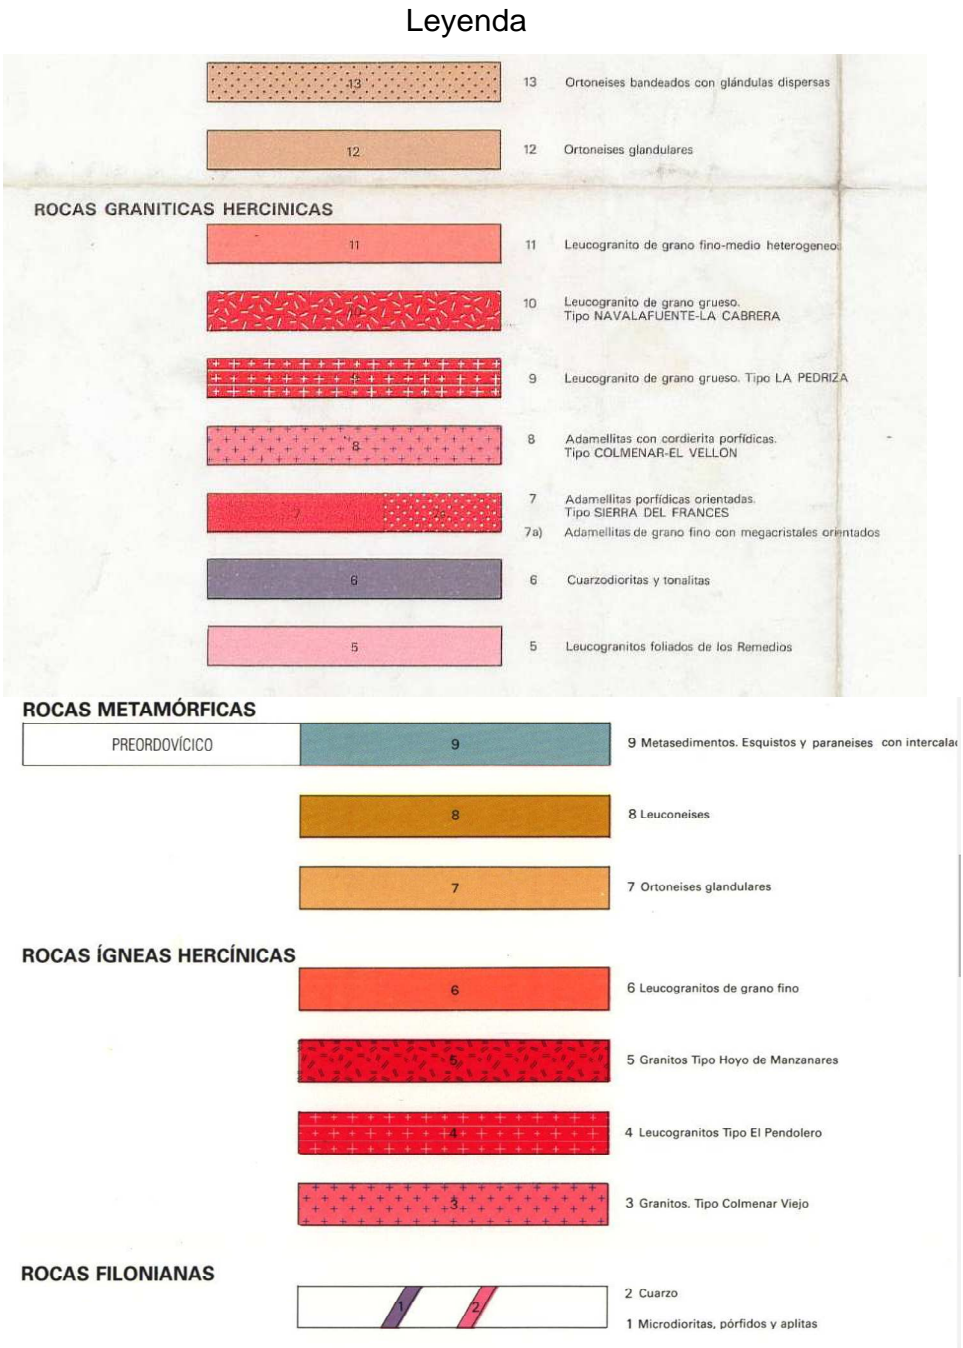 Leyenda
13
13 Ortoneises bandeados con glándulas dispersas
12
12 Ortoneises glandulares
ROCAS GRANITICAS HERCINICAS
11
11 Leucogranito de grano fino-medio heterogeneo
10
10 Leucogranito de grano grueso.
Tipo NAVALAFUENTE-LA CABRERA
9
9 Leucogranito de grano grueso. Tipo LA PEDRIZA
8
8 Adamellitas con cordierita porfídicas.
Tipo COLMENAR-EL VELLON
7 7a
7 Adamellitas porfídicas orientadas.
Tipo SIERRA DEL FRANCES
7a) Adamellitas de grano fino con megacristales orientados
6
6 Cuarzodioritas y tonalitas
5
5 Leucogranitos foliados de los Remedios
ROCAS METAMÓRFICAS
PREORDOVÍCICO
9
9 Metasedimentos. Esquistos y paraneises con intercala
8
8 Leuconeises
7
7 Ortoneises glandulares
ROCAS ÍGNEAS HERCÍNICAS
6
6 Leucogranitos de grano fino
5
5 Granitos Tipo Hoyo de Manzanares
4
4 Leucogranitos Tipo El Pendolero
3
3 Granitos. Tipo Colmenar Viejo
ROCAS FILONIANAS
1 2
2 Cuarzo
1 Microdioritas, pórfidos y aplitas